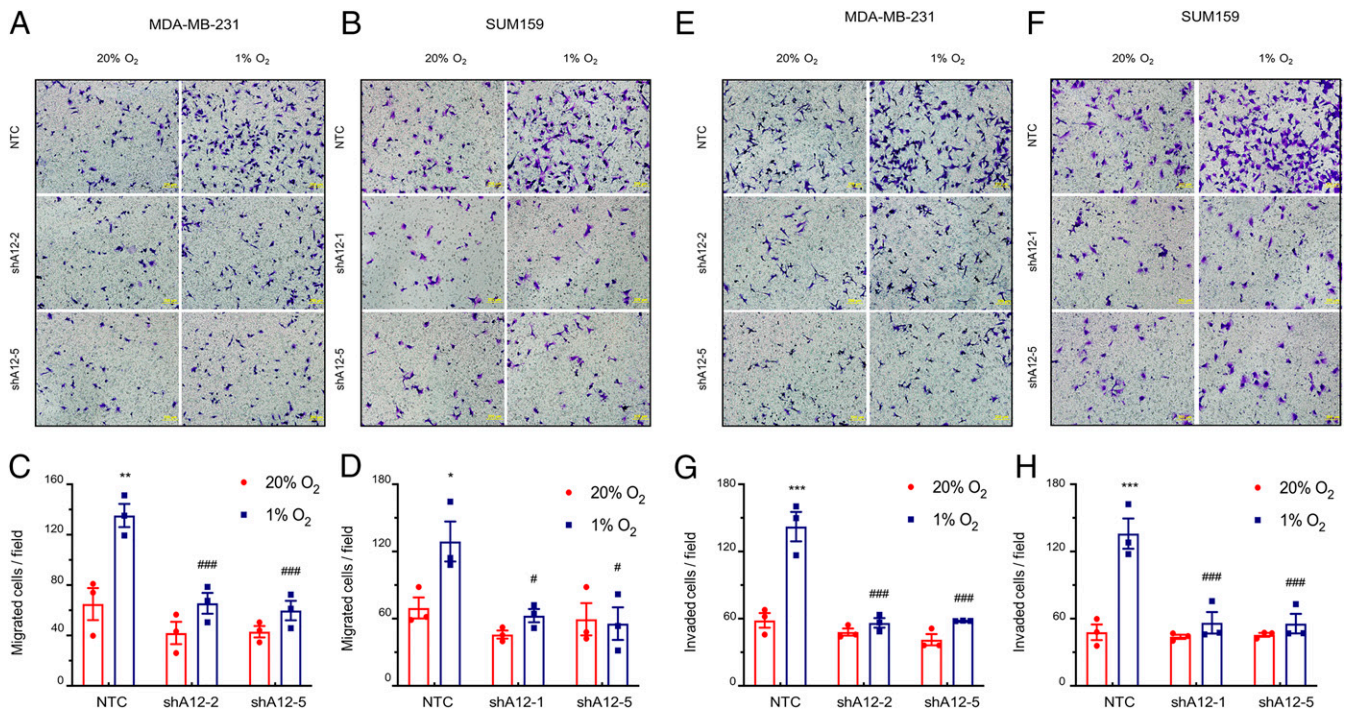 A
MDA-MB-231
20% O2
1% O2
NTC
shA12-2
shA12-5
B
SUM159
20% O2
1% O2
NTC
shA12-1
shA12-5
E
MDA-MB-231
20% O2
1% O2
NTC
shA12-2
shA12-5
F
SUM159
20% O2
1% O2
NTC
shA12-1
shA12-5
C
Migrated cells / field
160
120
80
40
0
**
###
###
20% O2
1% O2
NTC
shA12-2
shA12-5
D
Migrated cells / field
180
120
60
0
*
#
#
20% O2
1% O2
NTC
shA12-1
shA12-5
G
Invaded cells / field
180
120
60
0
***
###
###
20% O2
1% O2
NTC
shA12-2
shA12-5
H
Invaded cells / field
180
120
60
0
***
###
###
20% O2
1% O2
NTC
shA12-1
shA12-5